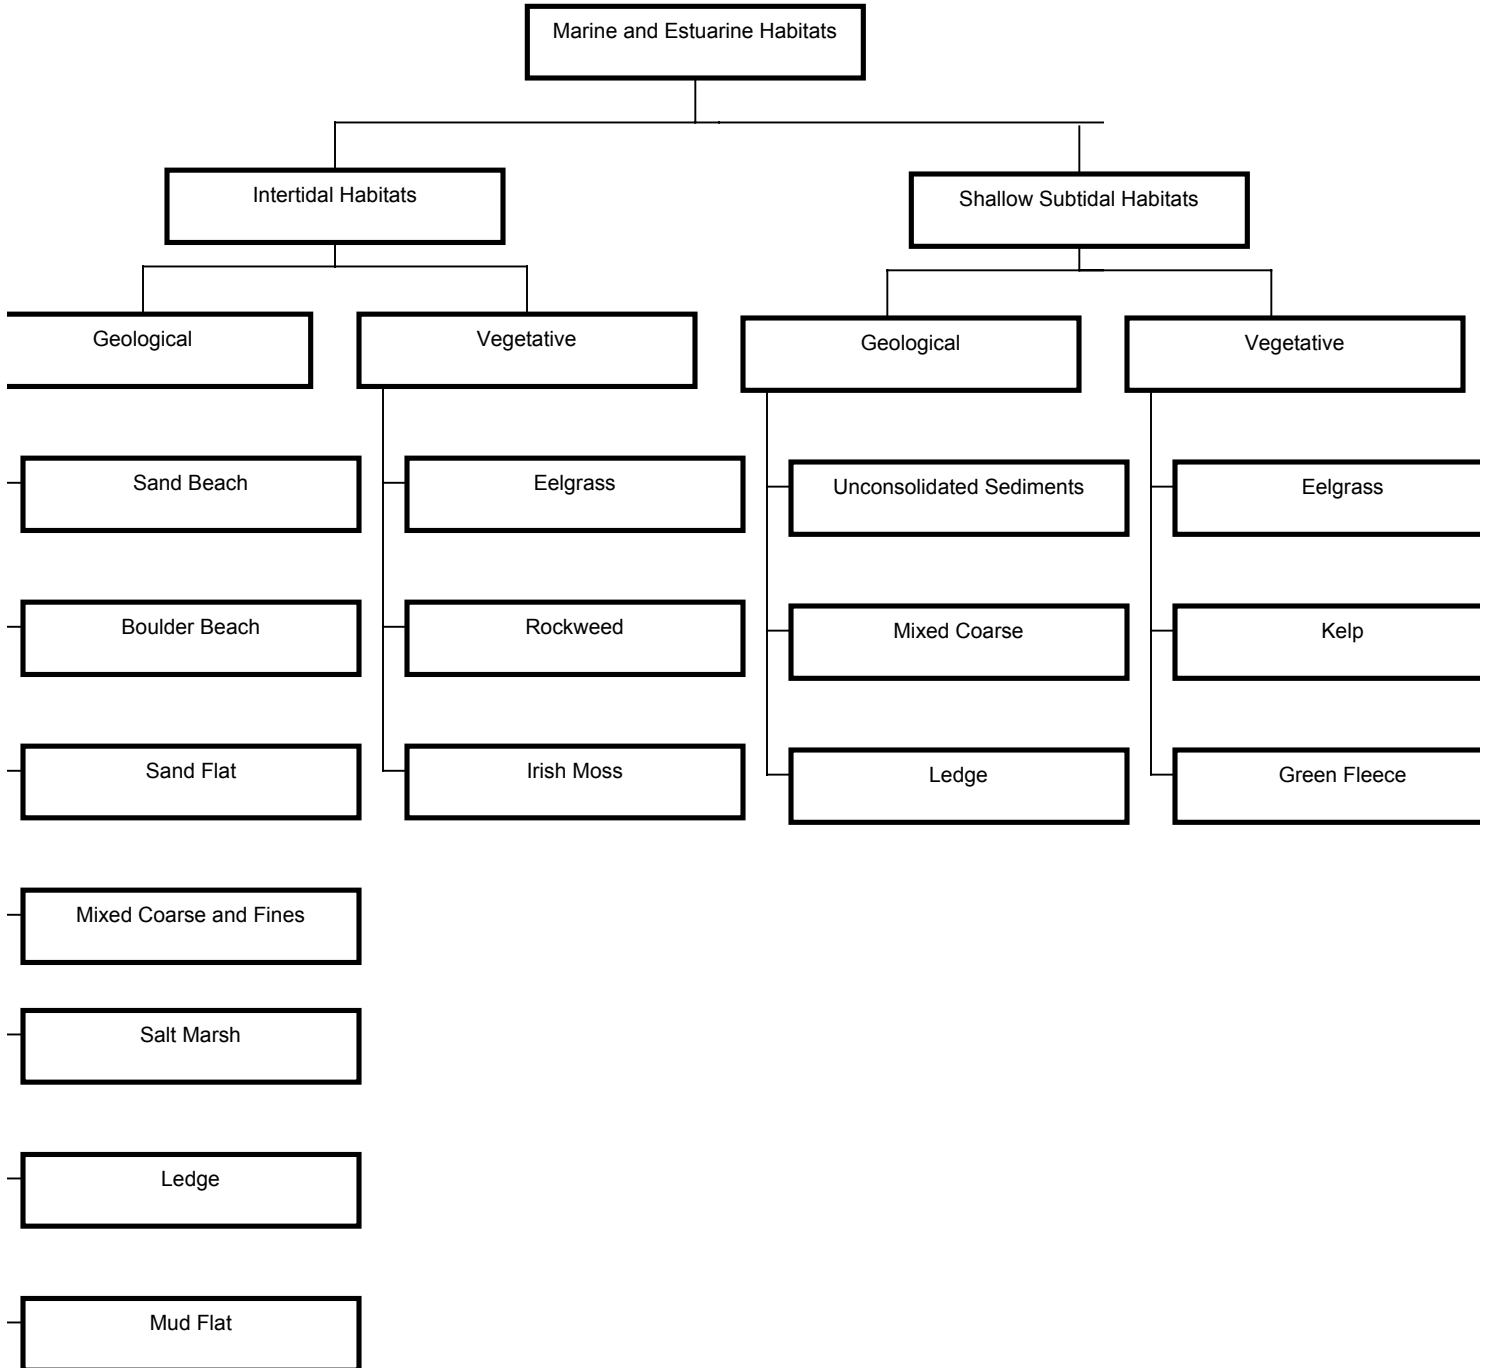 Marine and Estuarine Habitats
Intertidal Habitats
Shallow Subtidal Habitats
Geological
Vegetative
Geological
Vegetative
Sand Beach
Eelgrass
Unconsolidated Sediments
Eelgrass
Boulder Beach
Rockweed
Mixed Coarse
Kelp
Sand Flat
Irish Moss
Ledge
Green Fleece
Mixed Coarse and Fines
Salt Marsh
Ledge
Mud Flat